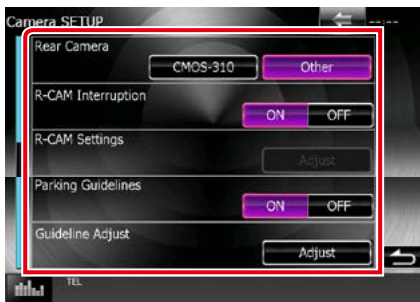 Camera SETUP --:--
Rear Camera
CMOS-310 Other
R-CAM Interruption
ON OFF
R-CAM Settings
Adjust
Parking Guidelines
ON OFF
Guideline Adjust
Adjust
TEL